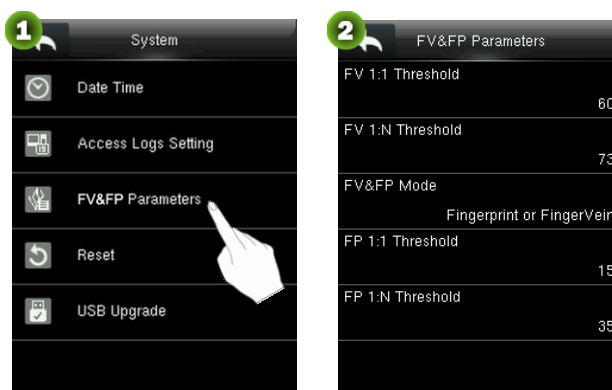 1
System
Date Time
Access Logs Setting
FV&FP Parameters
Reset
USB Upgrade
2
FV&FP Parameters
FV 1:1 Threshold
60
FV 1:N Threshold
73
FV&FP Mode
Fingerprint or FingerVein
FP 1:1 Threshold
15
FP 1:N Threshold
35